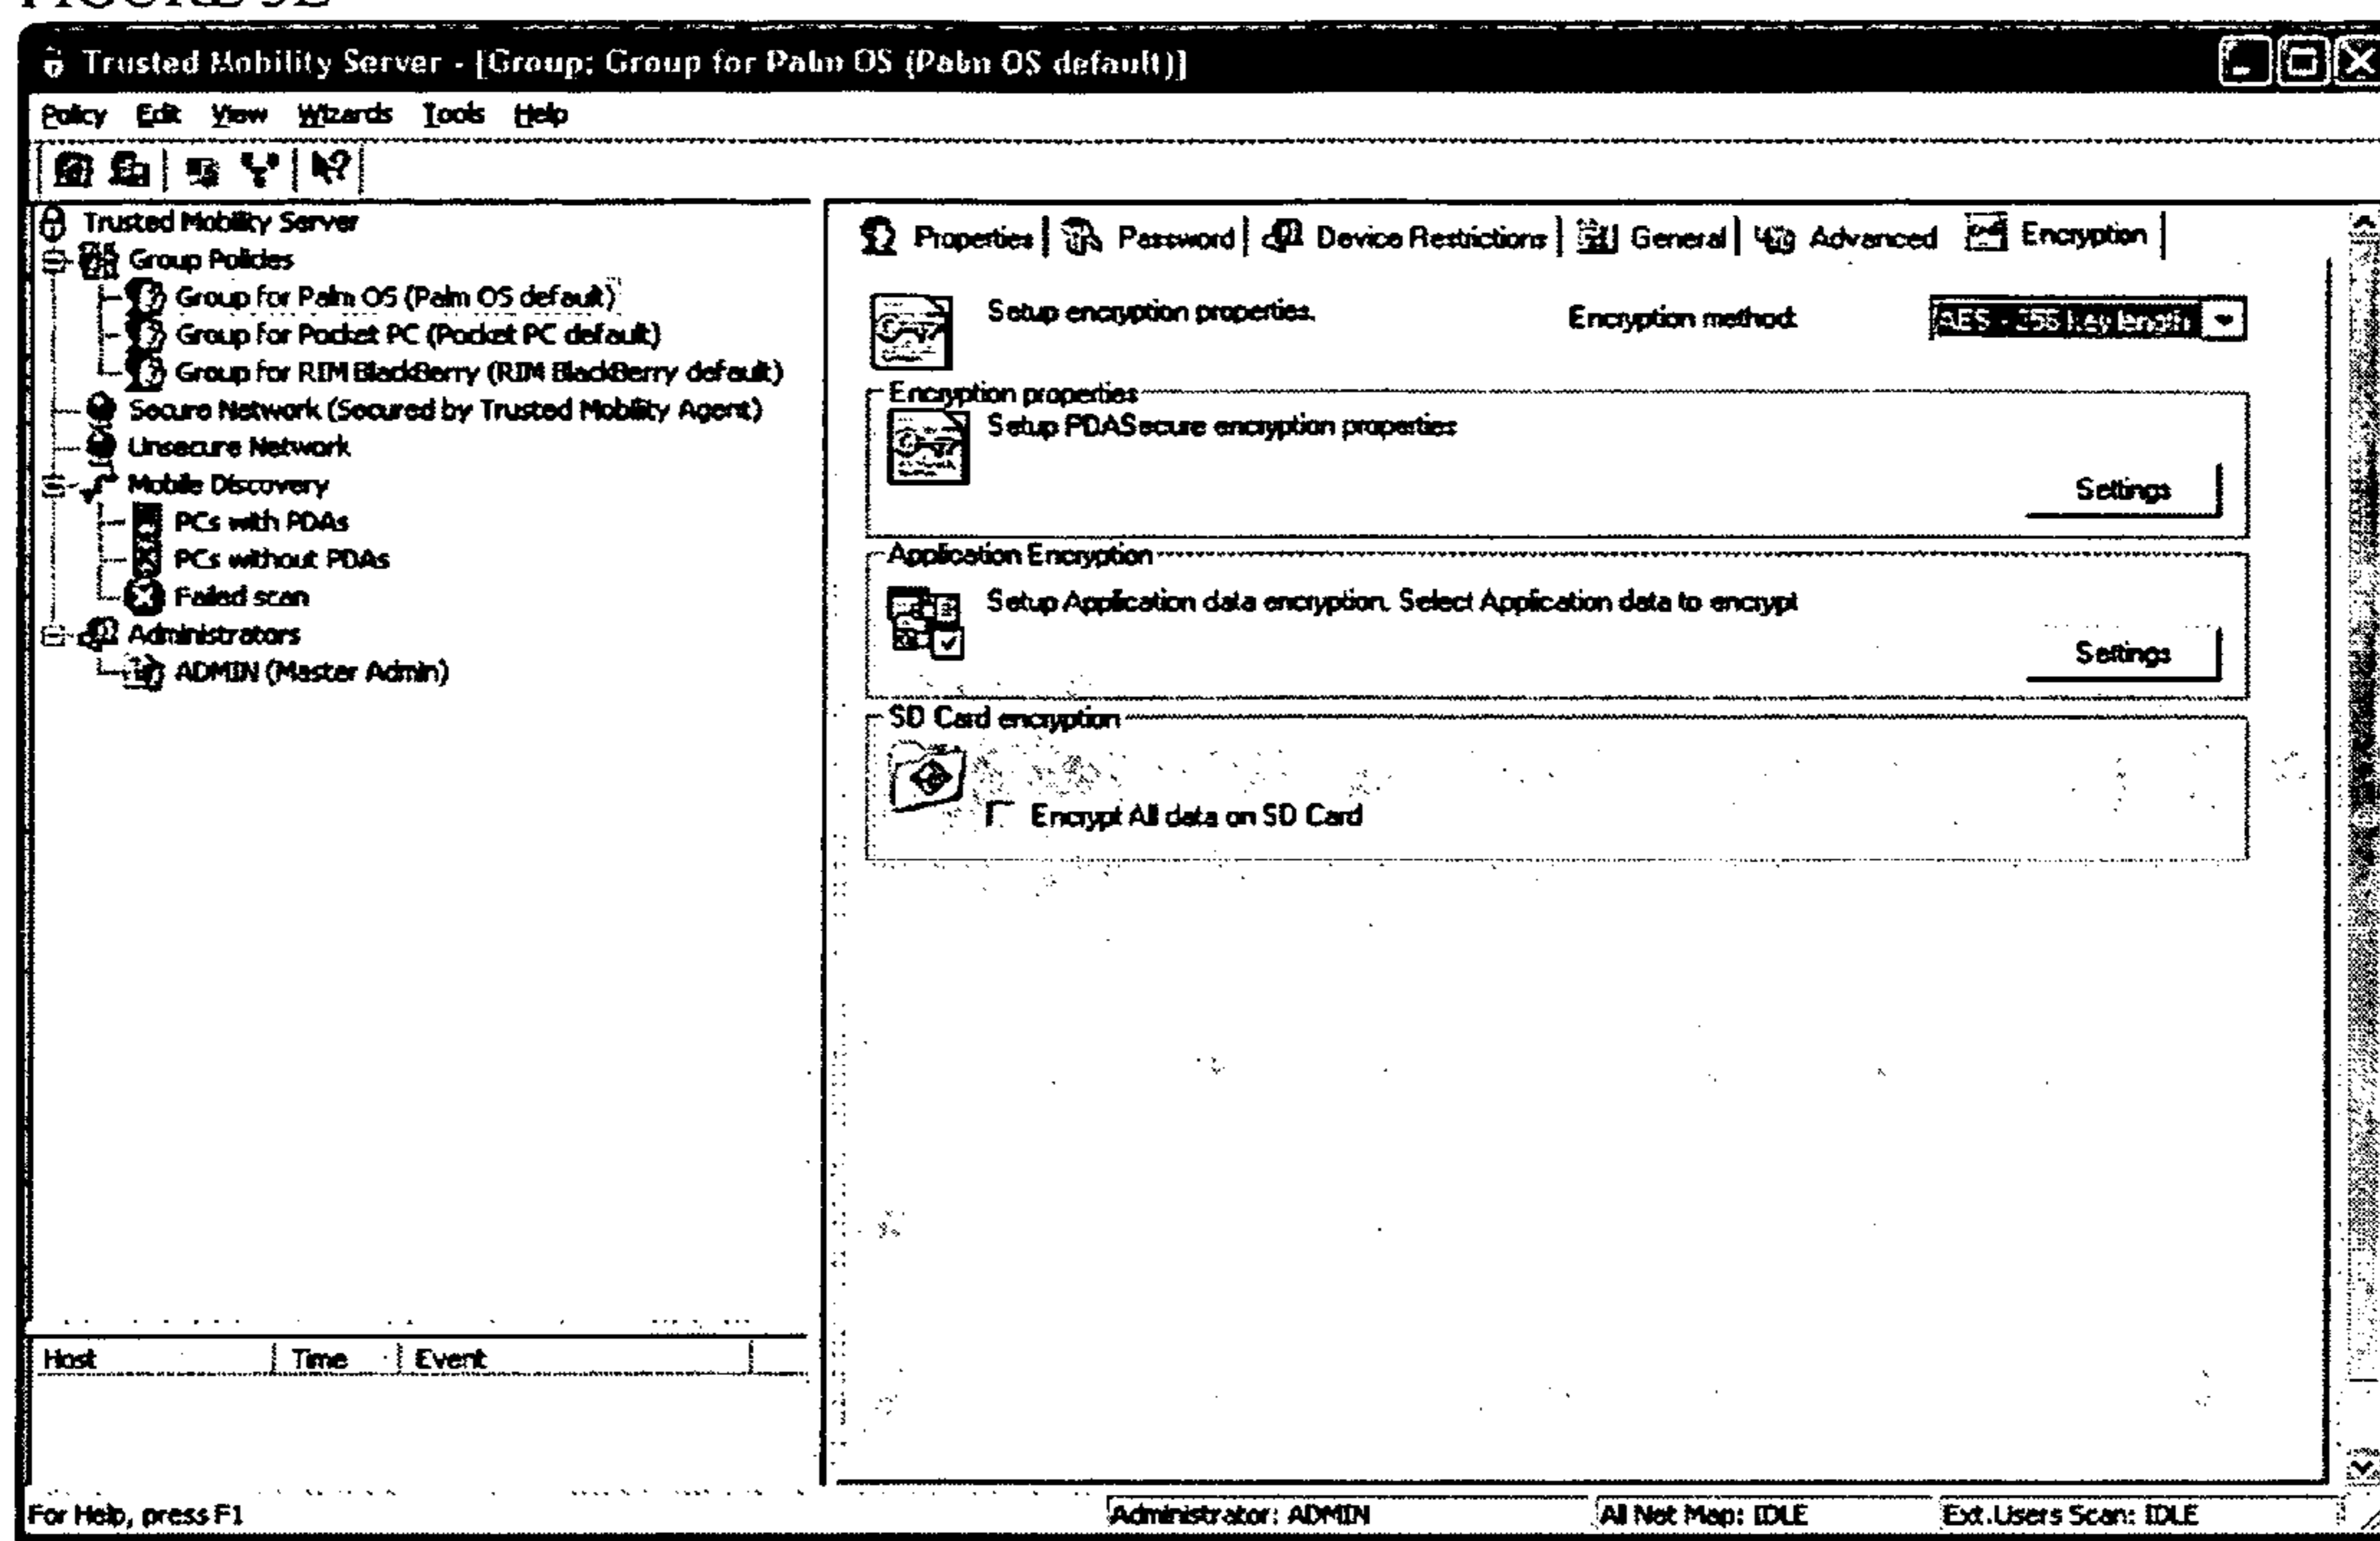 Trusted Mobility Server - [Group: Group for Palm OS (Palm OS default)]
Policy Edit View Wizards Tools Help
Trusted Mobility Server
Group Policies
Group for Palm OS (Palm OS default)
Group for Pocket PC (Pocket PC default)
Group for RIM BlackBerry (RIM BlackBerry default)
Secure Network (Secured by Trusted Mobility Agent)
Unsecure Network
Mobile Discovery
PCs with PDAs
PCs without PDAs
Failed scan
Administrators
ADMIN (Master Admin)
Host Time Event
Properties Password Device Restrictions General Advanced Encryption
Setup encryption properties. Encryption method: AES - key length
Encryption properties
Setup PDASecure encryption properties
Settings
Application Encryption
Setup Application data encryption. Select Application data to encrypt
Settings
SD Card encryption
Encrypt All data on SD Card
For Help, press F1 Administrator: ADMIN All Net Map: IDLE Ext.Users Scan: IDLE